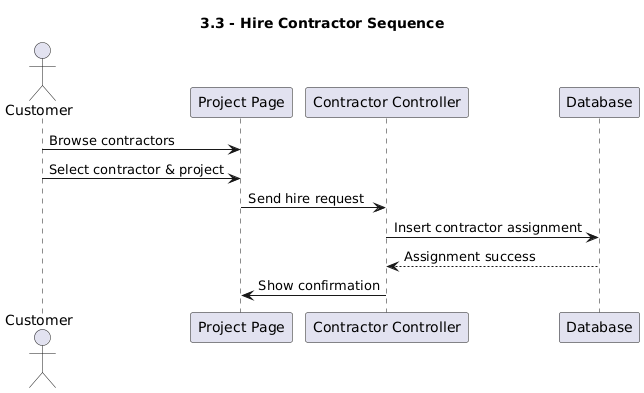 3.3 - Hire Contractor Sequence
Customer
Project Page
Contractor Controller
Database
Browse contractors
Select contractor & project
Send hire request
Insert contractor assignment
Assignment success
Show confirmation
Customer
Project Page
Contractor Controller
Database